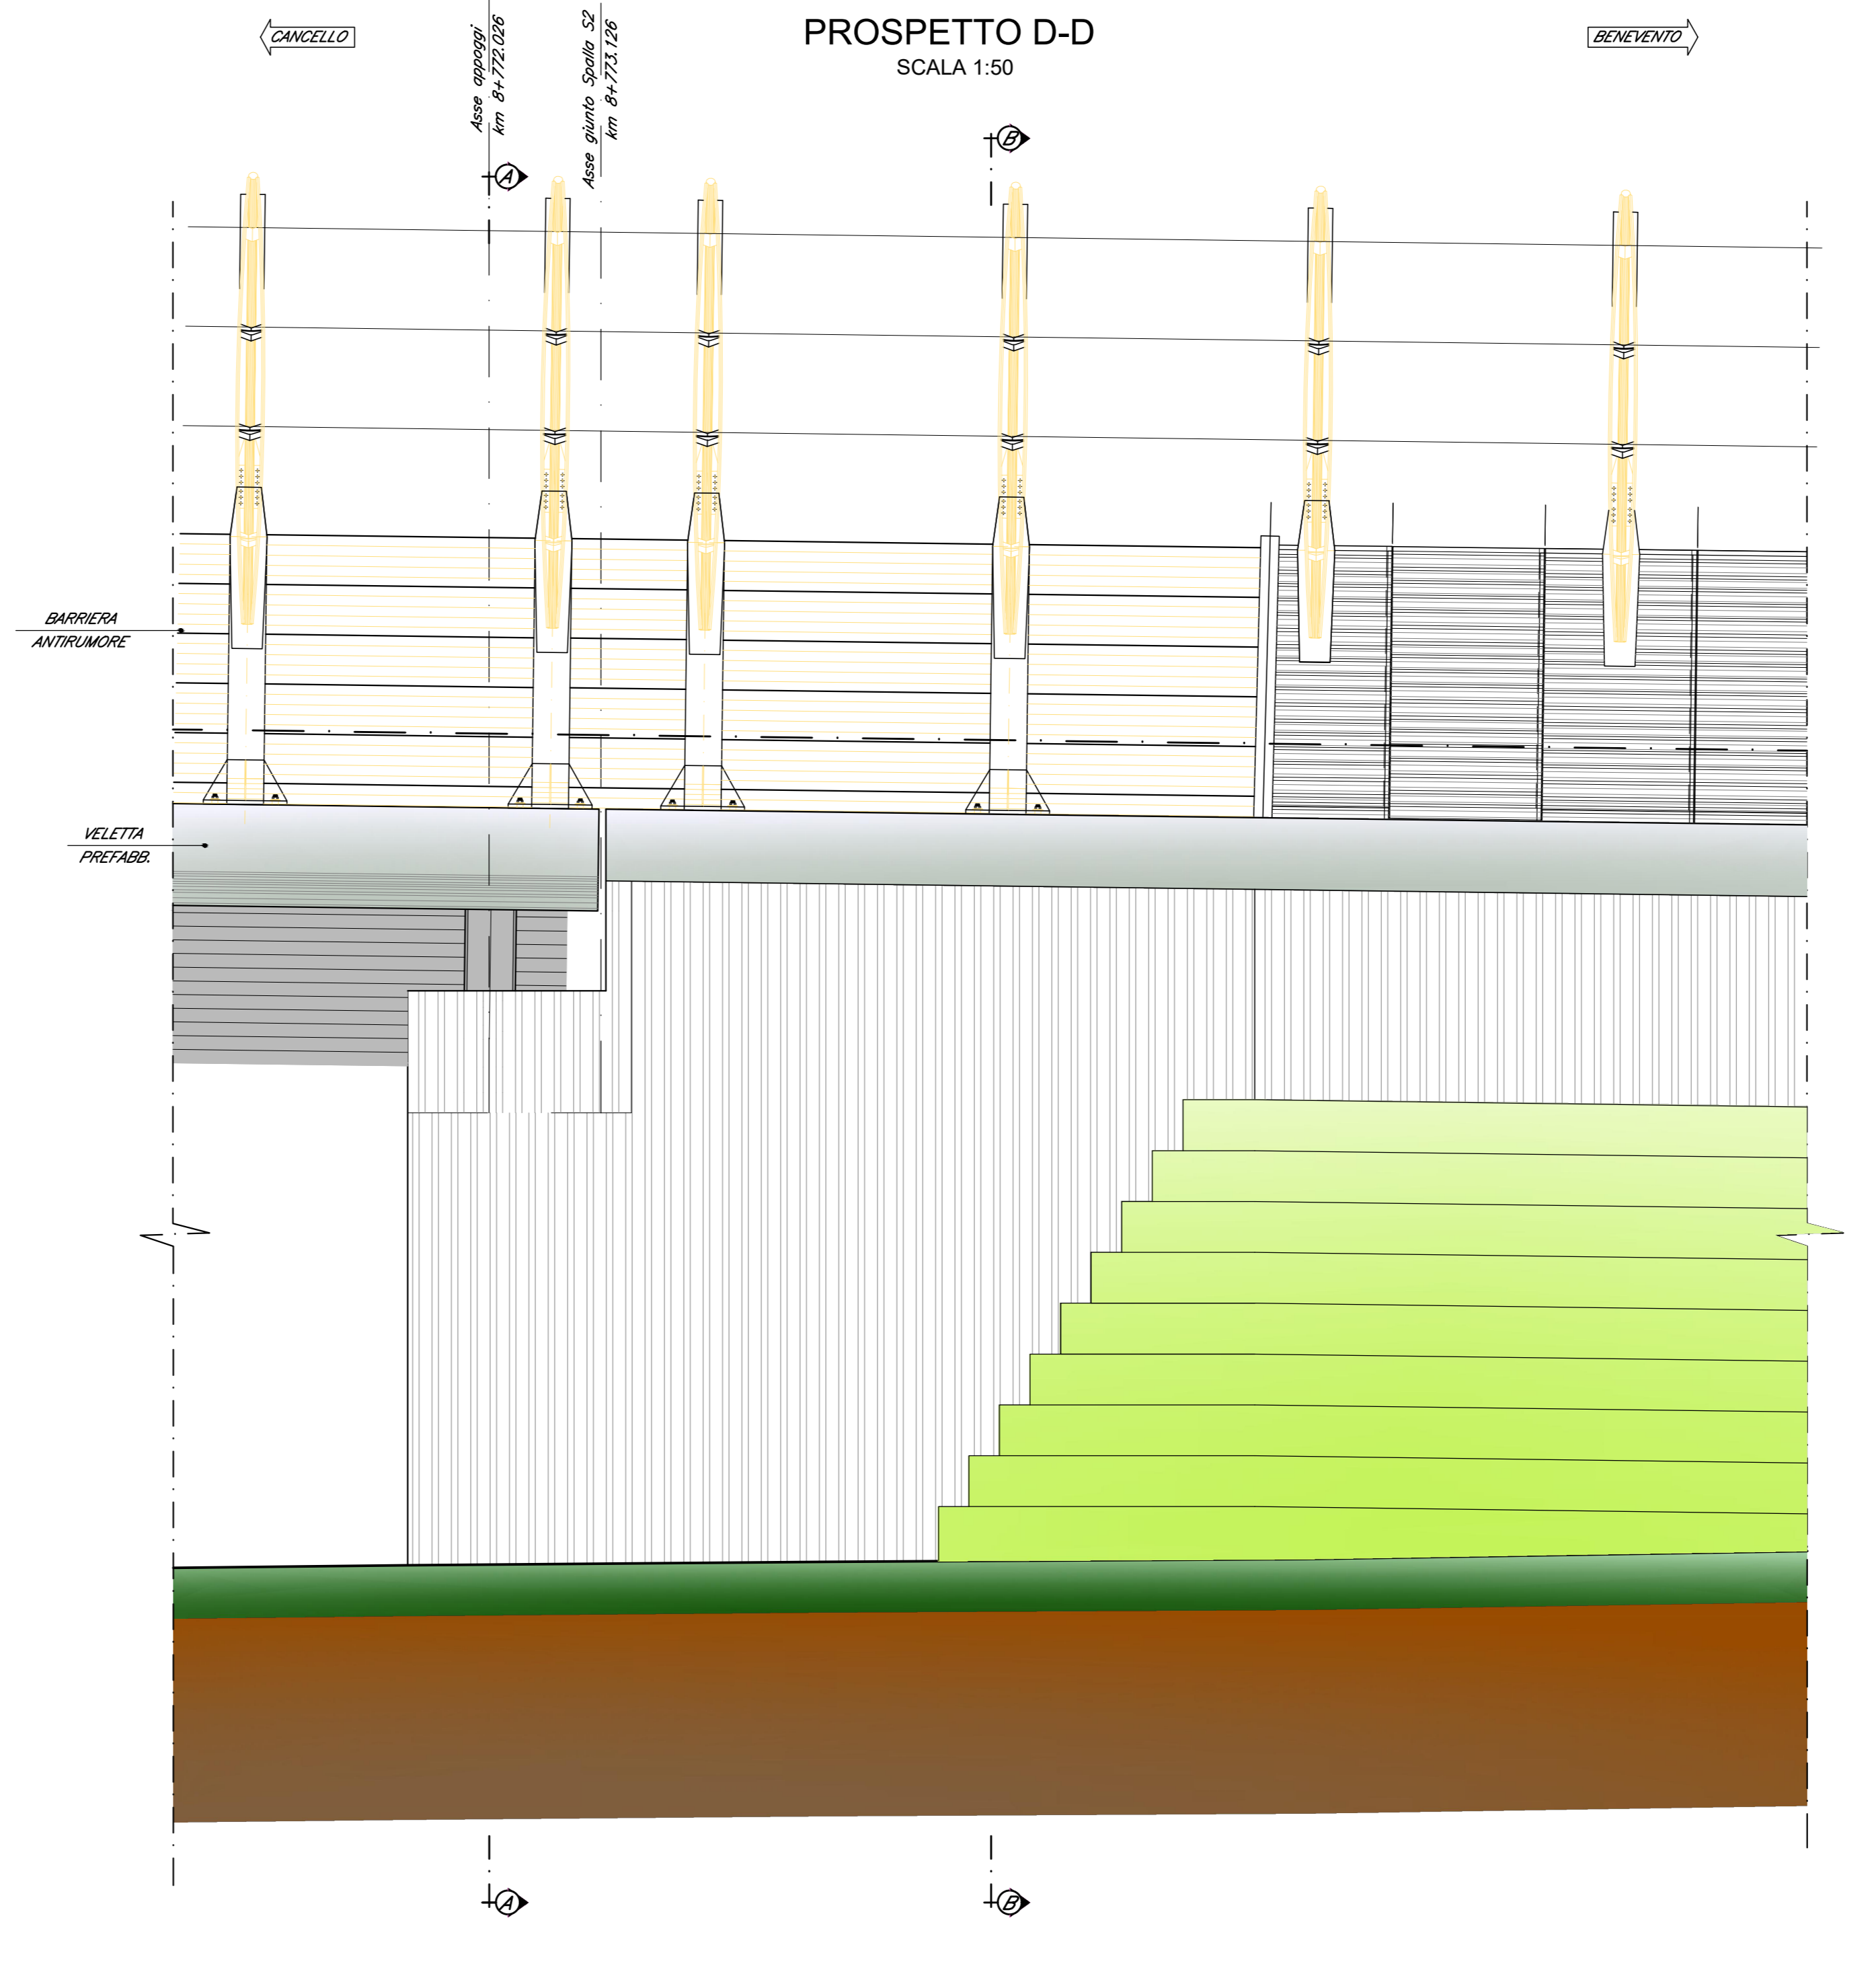 PROSPETTO D-D
SCALA 1:50
CANCELLO
BENEVENTO
Asse appoggi
km 8+772.026
Asse giunto Spalla S2
km 8+773.126
A
B
BARRIERA
ANTIRUMORE
VELETTA
PREFABB.
A
B